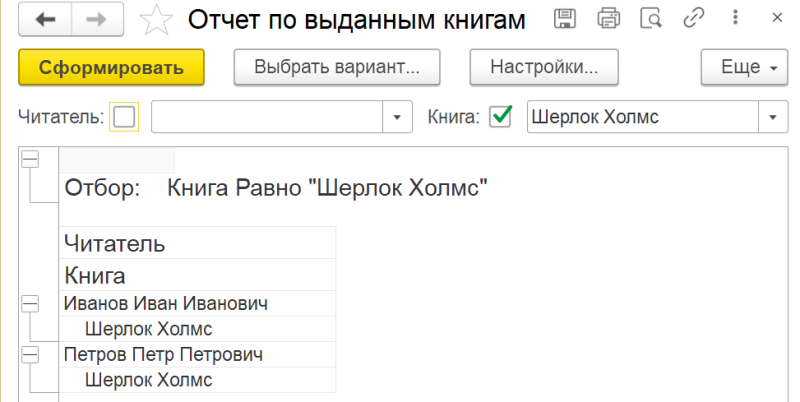 Отчет по выданным книгам
Сформировать Выбрать вариант... Настройки... Еще
Читатель: Книга: Шерлок Холмс
Отбор: Книга Равно "Шерлок Холмс"
Читатель
Книга
Иванов Иван Иванович
Шерлок Холмс
Петров Петр Петрович
Шерлок Холмс